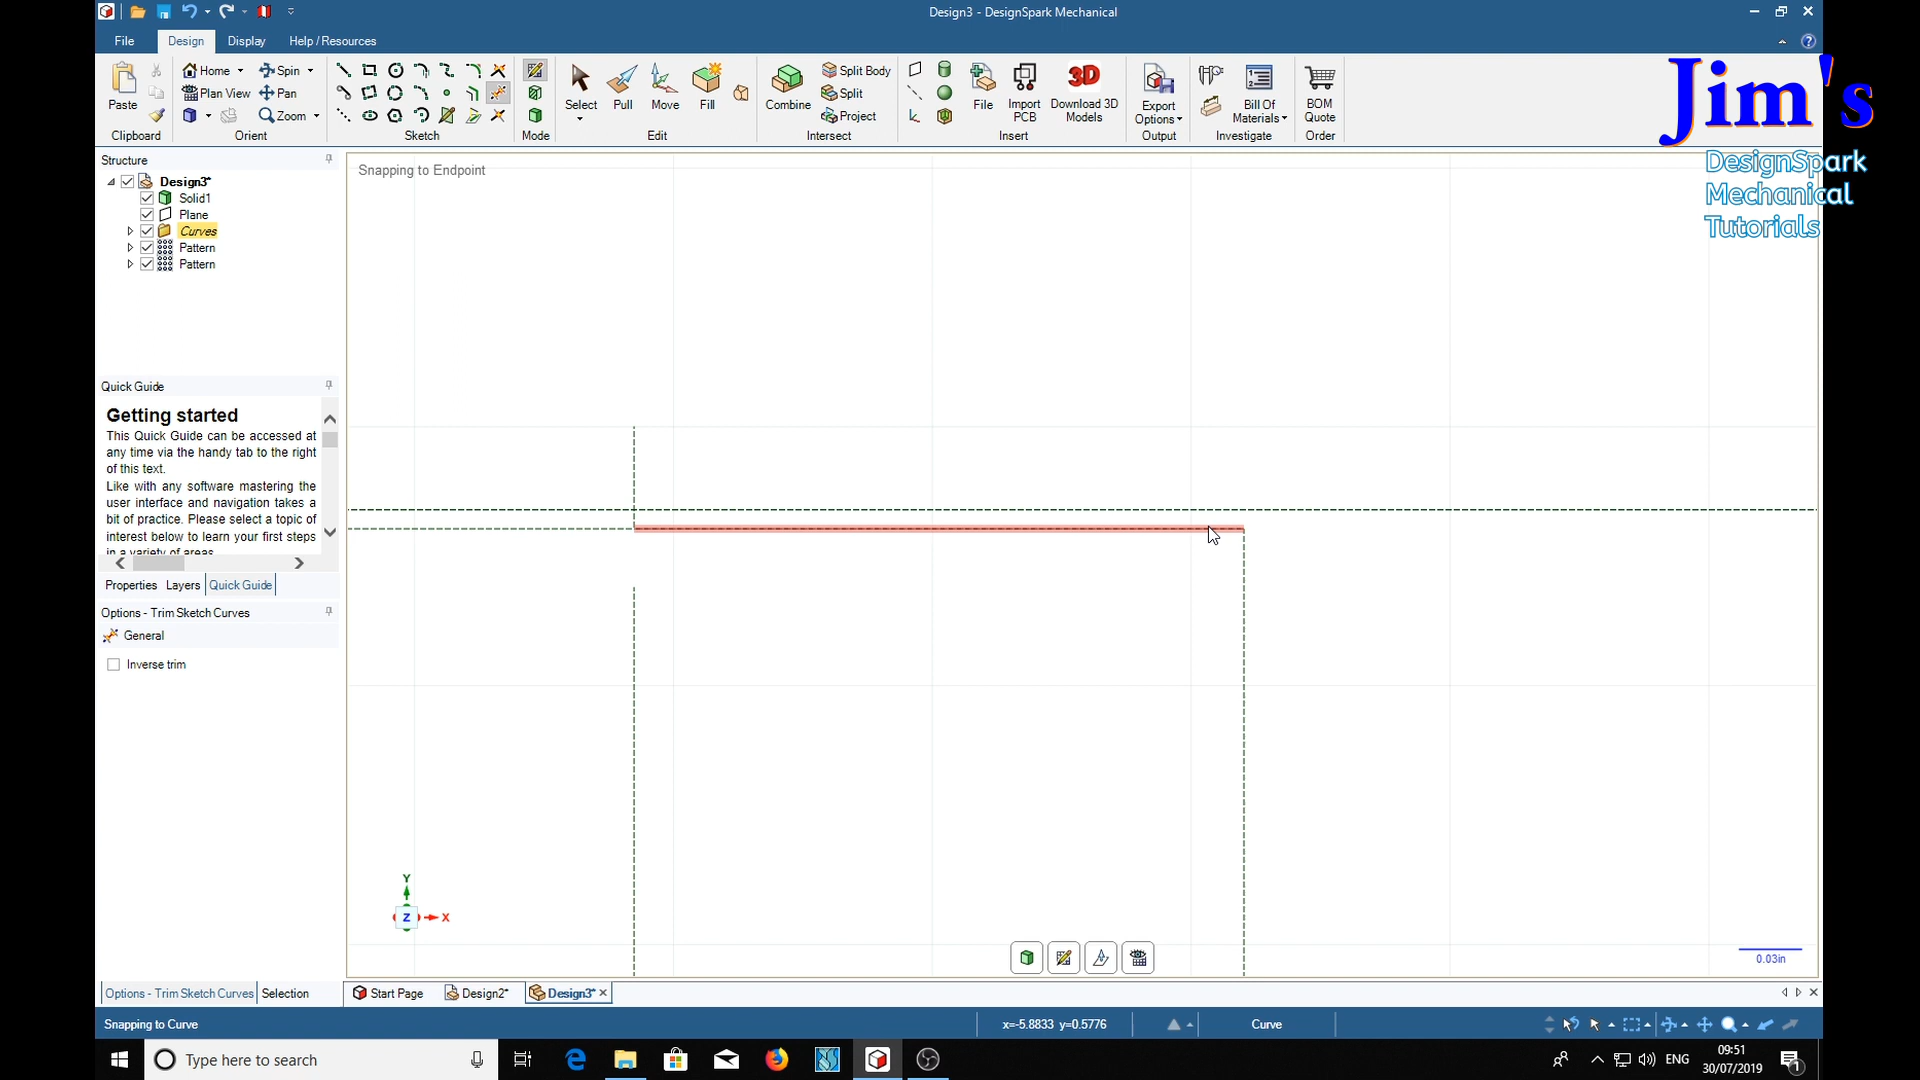 Design3 - DesignSpark Mechanical
File
Design
Display
Help / Resources
Paste
Clipboard
Home
Spin
Plan View
Pan
Zoom
Orient
Sketch
Mode
Select
Pull
Move
Fill
Edit
Combine
Split Body
Split
Project
Intersect
File
Import
PCB
Download 3D
Models
Insert
Export
Options
Output
Bill Of
Materials
Investigate
BOM
Quote
Order
Jim's
DesignSpark
Mechanical
Tutorials
Structure
Design3*
Solid1
Plane
Curves
Pattern
Pattern
Snapping to Endpoint
Quick Guide
Getting started
This Quick Guide can be accessed at
any time via the handy tab to the right
of this text.
Like with any software mastering the
user interface and navigation takes a
bit of practice. Please select a topic of
interest below to learn your first steps
in a variety of areas
Properties
Layers
Quick Guide
Options - Trim Sketch Curves
General
Inverse trim
Y
Z
X
0.03in
Options - Trim Sketch Curves
Selection
Start Page
Design2*
Design3*
Snapping to Curve
x=-5.8833 y=0.5776
Curve
Type here to search
ENG
09:51
30/07/2019
1